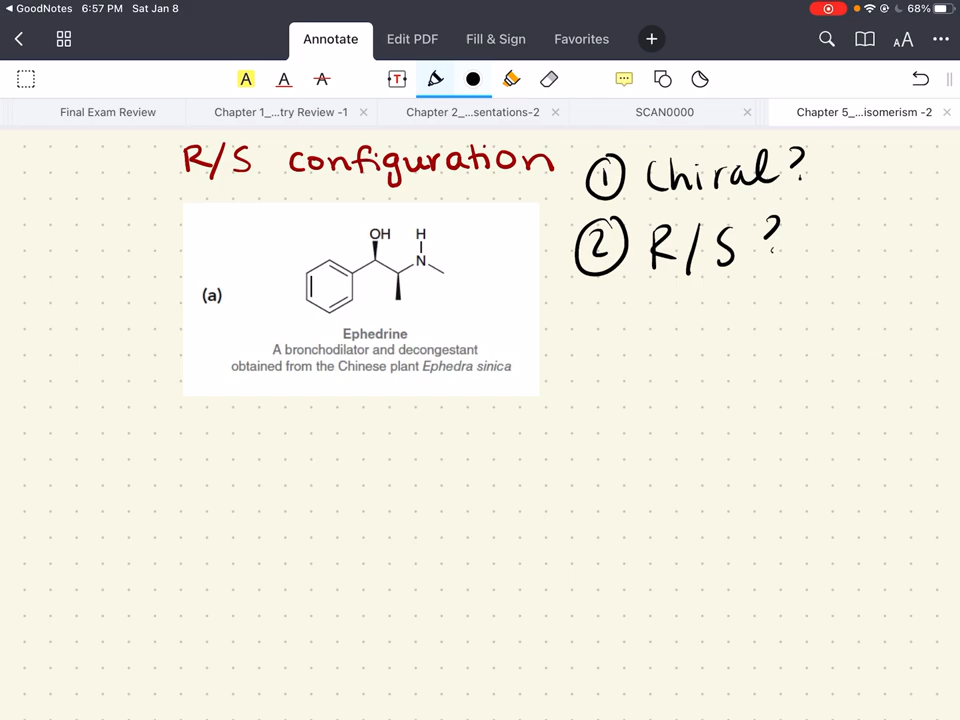 GoodNotes 6:57 PM Sat Jan 8 68%
Annotate Edit PDF Fill & Sign Favorites
A A A T AA
Final Exam Review Chapter 1_...try Review -1 Chapter 2_...sentations-2 SCAN0000 Chapter 5_...isomerism -2
R/S configuration
① Chiral?
② R/S ?
OH H
N
(a)
Ephedrine
A bronchodilator and decongestant
obtained from the Chinese plant Ephedra sinica